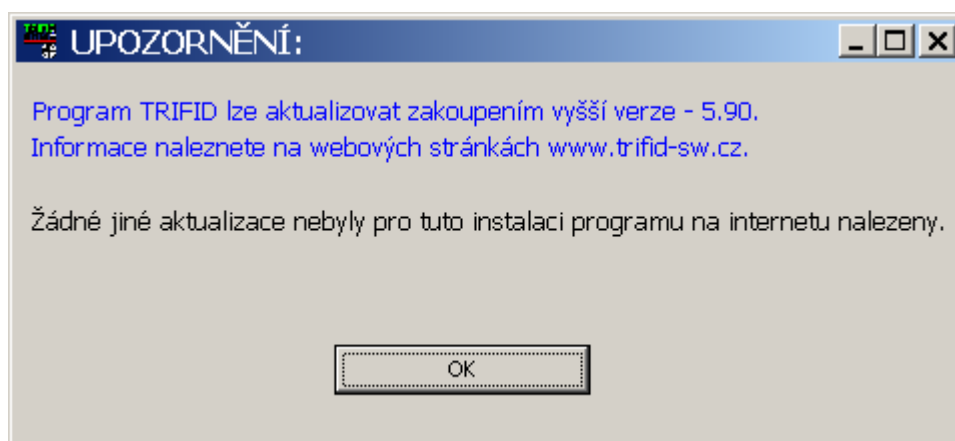 UPOZORNĚNÍ:
Program TRIFID lze aktualizovat zakoupením vyšší verze - 5.90.
Informace naleznete na webových stránkách www.trifid-sw.cz.
Žádné jiné aktualizace nebyly pro tuto instalaci programu na internetu nalezeny.
OK